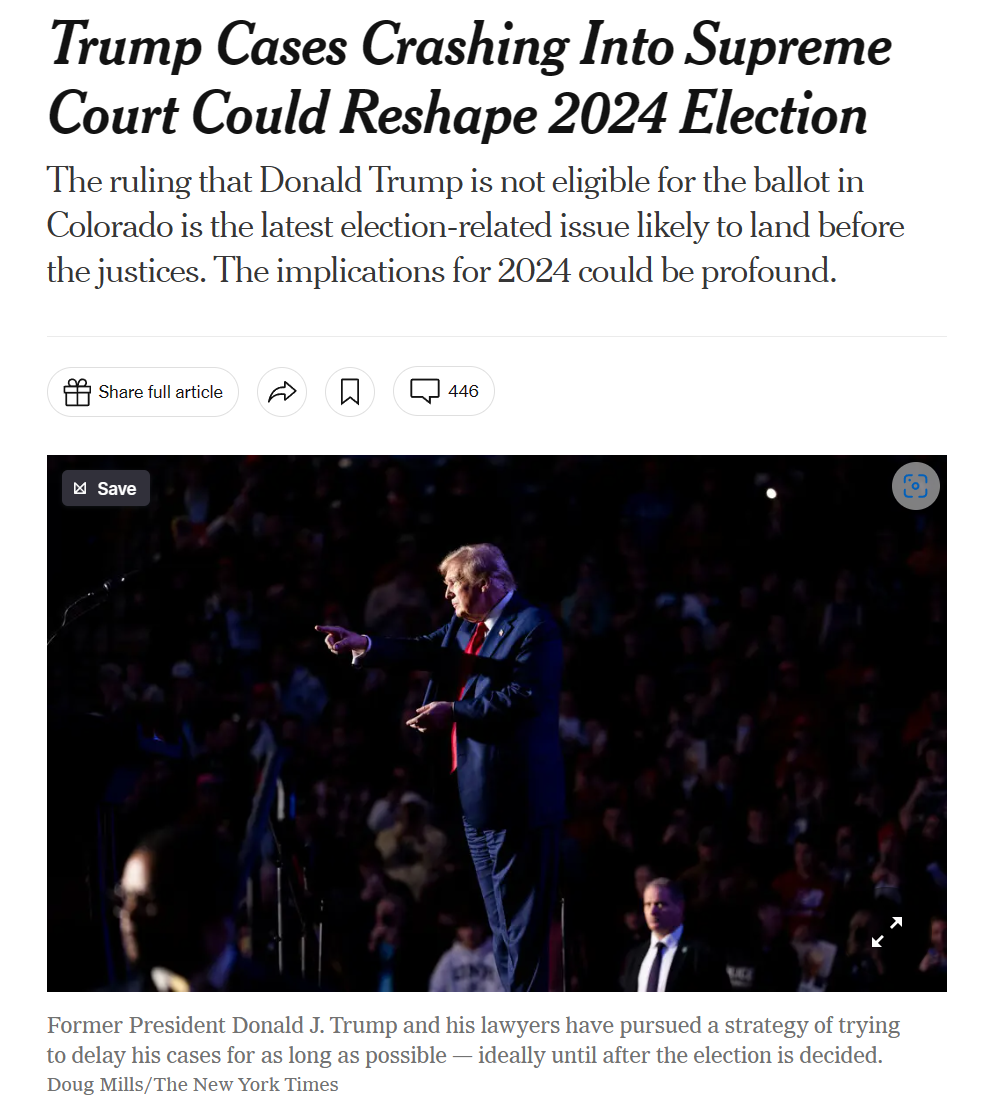 Trump Cases Crashing Into Supreme
Court Could Reshape 2024 Election
The ruling that Donald Trump is not eligible for the ballot in
Colorado is the latest election-related issue likely to land before
the justices. The implications for 2024 could be profound.
Share full article
446
Save
Former President Donald J. Trump and his lawyers have pursued a strategy of trying
to delay his cases for as long as possible — ideally until after the election is decided.
Doug Mills/The New York Times